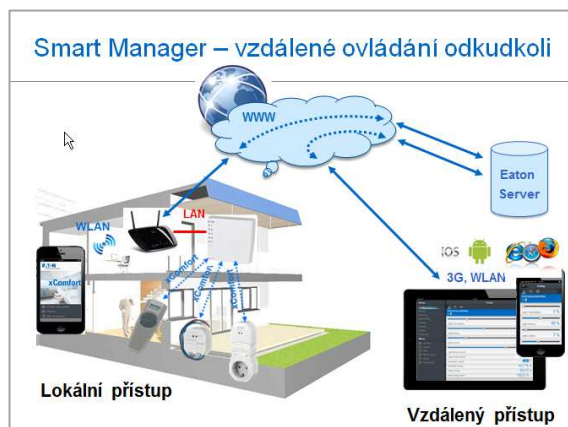 Smart Manager – vzdálené ovládání odkudkoli
WWW
Eaton
Server
WLAN
LAN
EATON
xComfort
xComfort
xComfort
xComfort
iOS
3G, WLAN
Lokální přístup
Vzdálený přístup